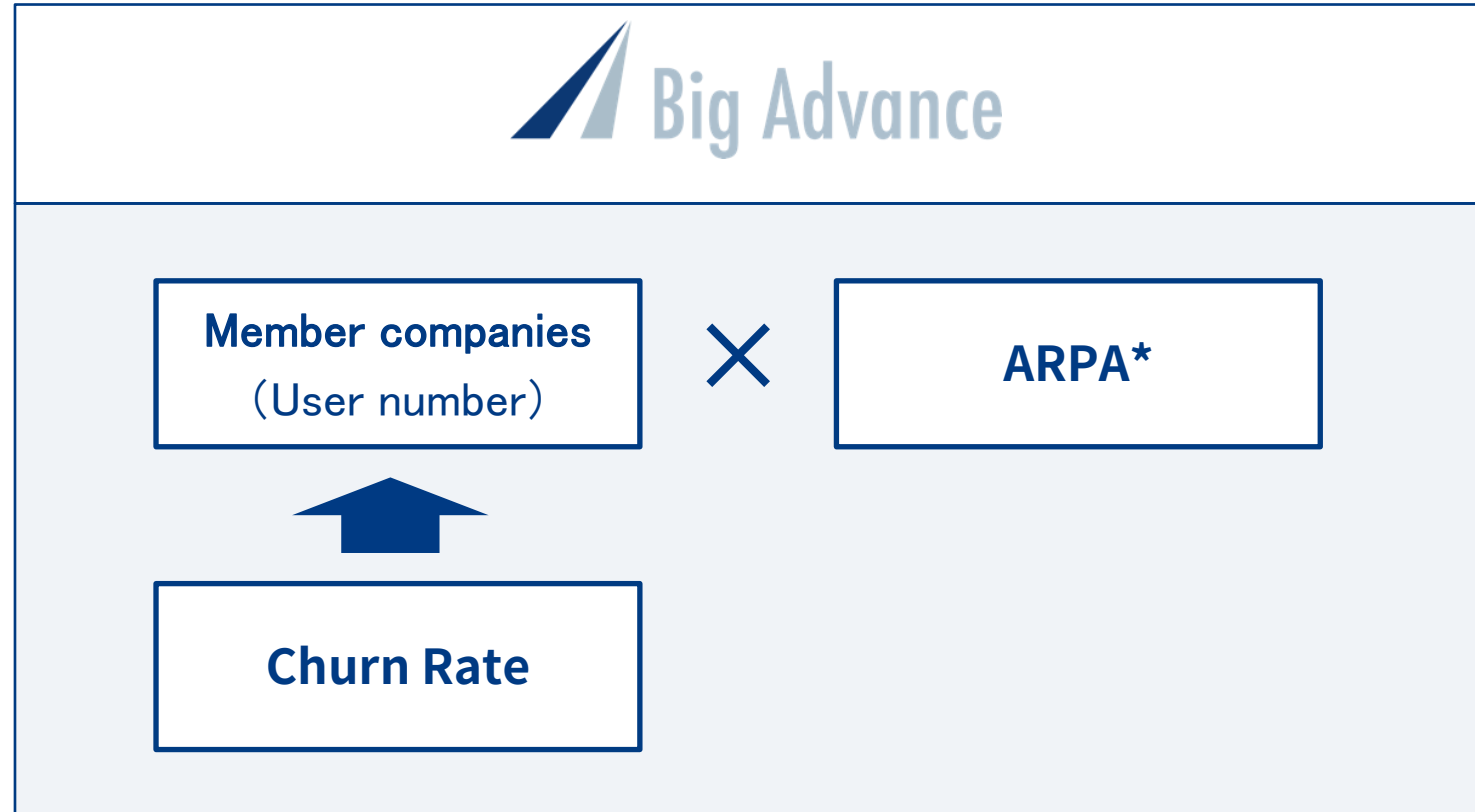 Big Advance
Member companies
（User number）
×
ARPA*
Churn Rate